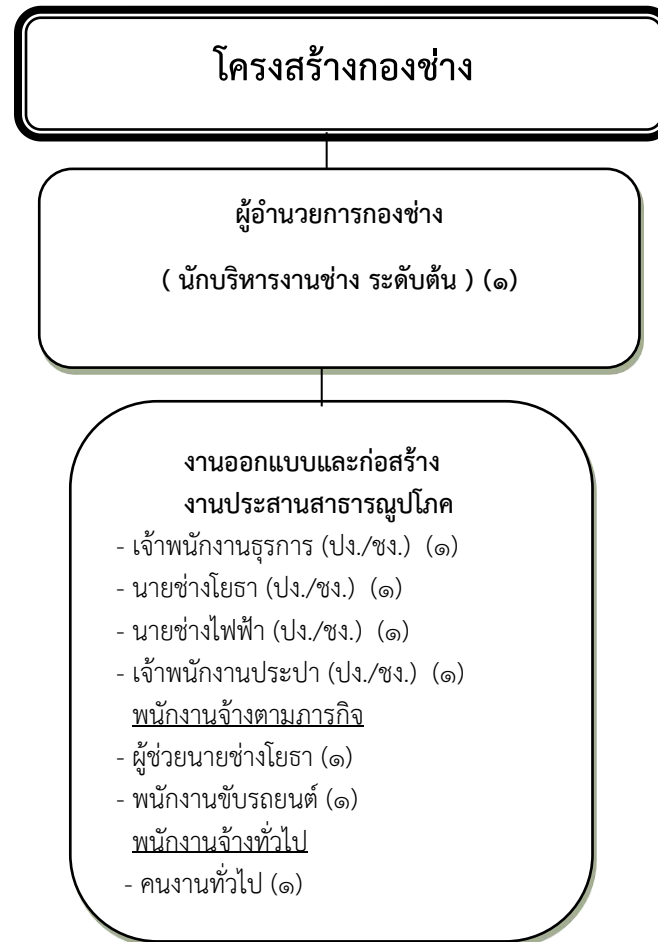 โครงสร้างกองช่าง
ผู้อำนวยการกองช่าง
( นักบริหารงานช่าง ระดับต้น ) (๑)
งานออกแบบและก่อสร้าง
งานประสานสาธารณูปโภค
- เจ้าพนักงานธุรการ (ปง./ชง.) (๑)
- นายช่างโยธา (ปง./ชง.) (๑)
- นายช่างไฟฟ้า (ปง./ชง.) (๑)
- เจ้าพนักงานประปา (ปง./ชง.) (๑)
พนักงานจ้างตามภารกิจ
- ผู้ช่วยนายช่างโยธา (๑)
- พนักงานขับรถยนต์ (๑)
พนักงานจ้างทั่วไป
- คนงานทั่วไป (๑)